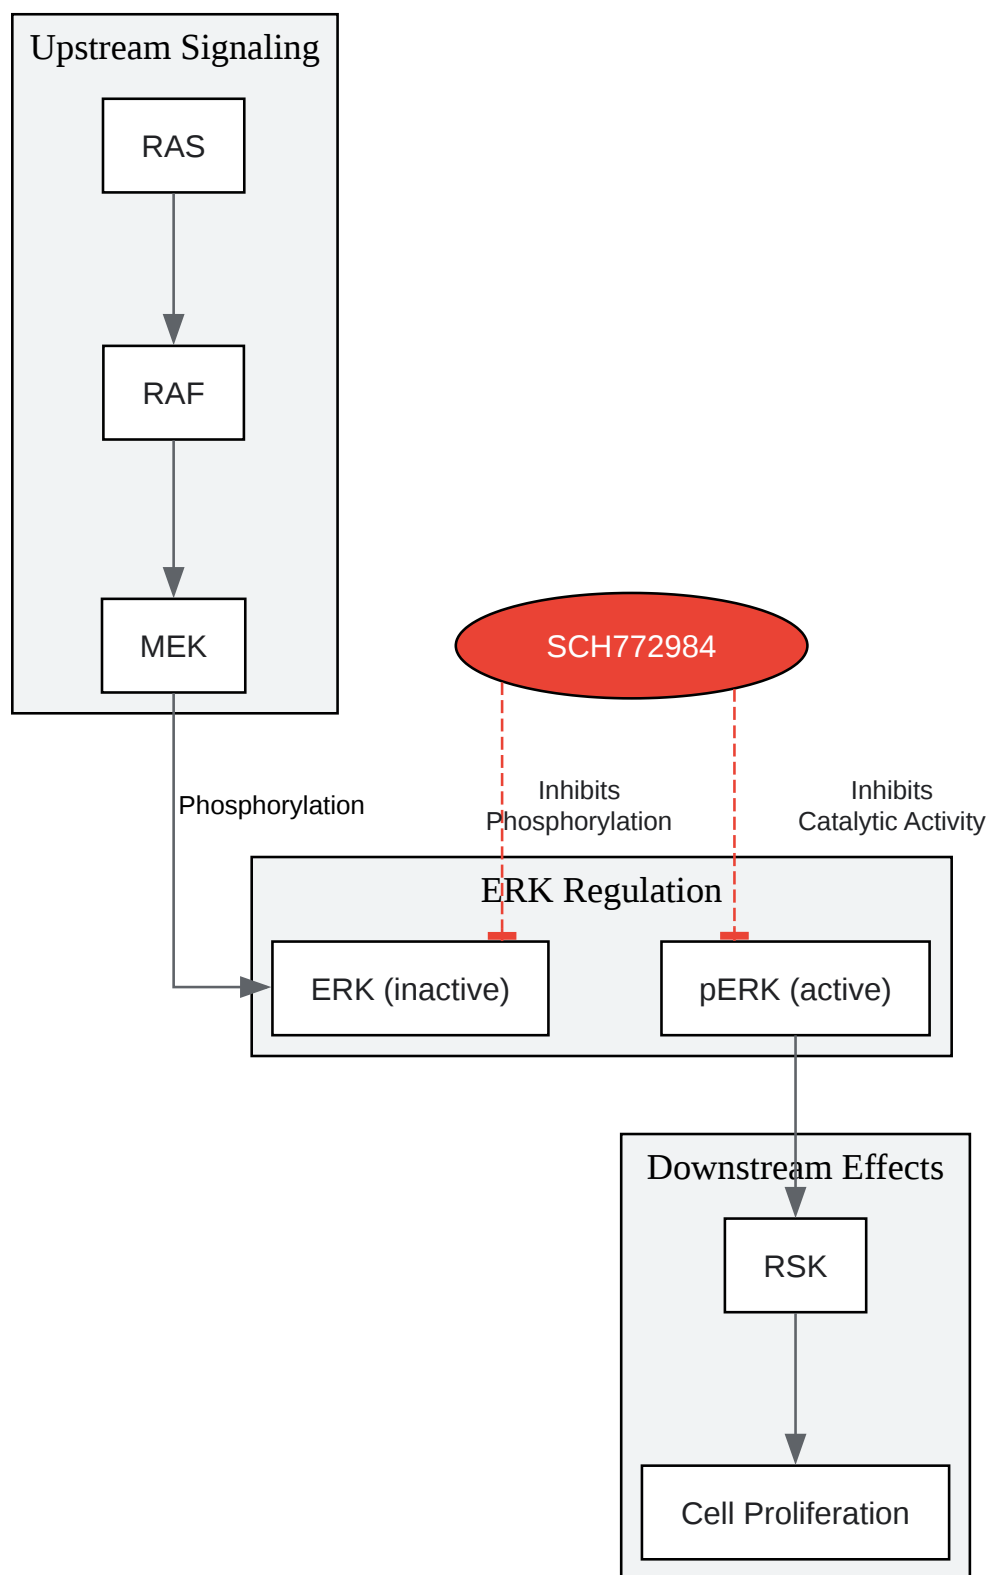 Upstream Signaling
RAS
RAF
MEK
SCH772984
Phosphorylation
Inhibits
Phosphorylation
Inhibits
Catalytic Activity
ERK Regulation
ERK (inactive)
pERK (active)
Downstream Effects
RSK
Cell Proliferation